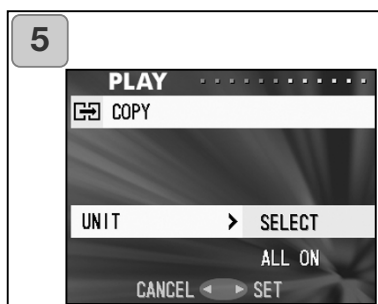 5
PLAY
COPY
UNIT > SELECT
ALL ON
CANCEL ◀ ▶ SET